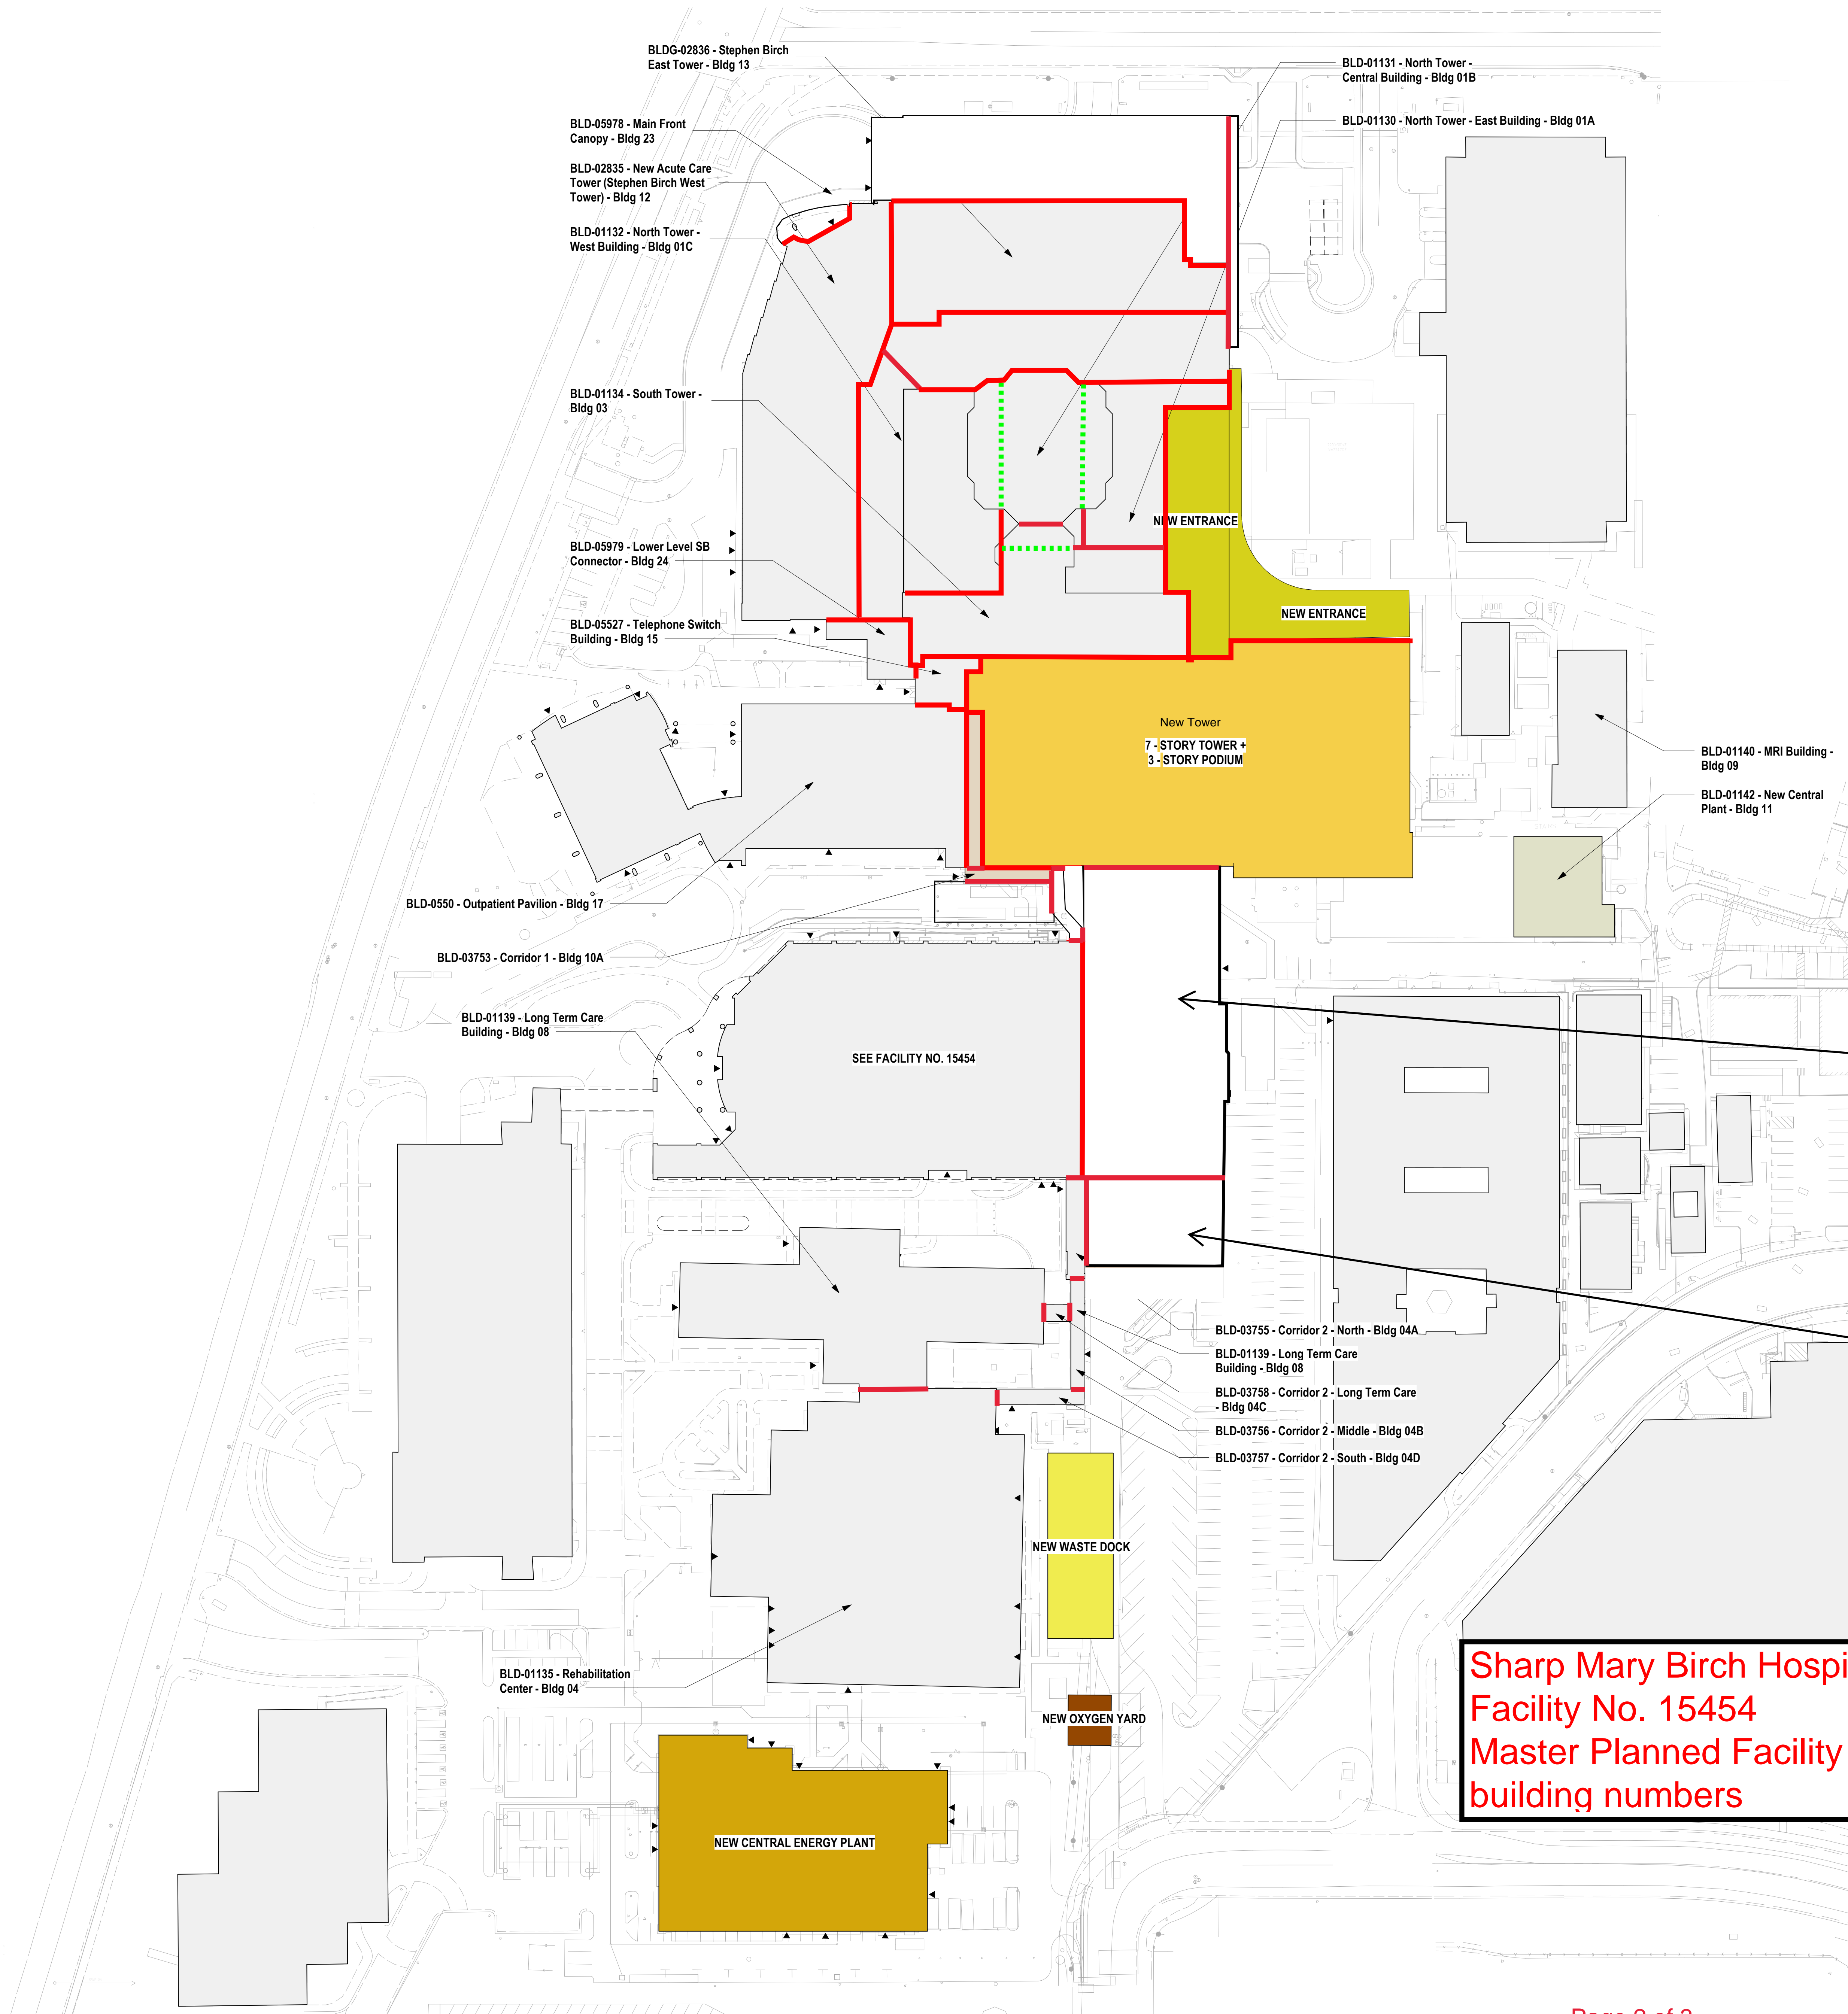 BLDG-02836 - Stephen Birch
East Tower - Bldg 13
BLD-01131 - North Tower -
Central Building - Bldg 01B
BLD-01130 - North Tower - East Building - Bldg 01A
BLD-05978 - Main Front
Canopy - Bldg 23
BLD-02835 - New Acute Care
Tower (Stephen Birch West
Tower) - Bldg 12
BLD-01132 - North Tower -
West Building - Bldg 01C
BLD-01134 - South Tower -
Bldg 03
NEW ENTRANCE
BLD-05979 - Lower Level SB
Connector - Bldg 24
NEW ENTRANCE
BLD-05527 - Telephone Switch
Building - Bldg 15
New Tower
7 - STORY TOWER +
3 - STORY PODIUM
BLD-01140 - MRI Building -
Bldg 09
BLD-01142 - New Central
Plant - Bldg 11
BLD-0550 - Outpatient Pavilion - Bldg 17
BLD-03753 - Corridor 1 - Bldg 10A
BLD-01139 - Long Term Care
Building - Bldg 08
SEE FACILITY NO. 15454
BLD-03755 - Corridor 2 - North - Bldg 04A
BLD-01139 - Long Term Care
Building - Bldg 08
BLD-03758 - Corridor 2 - Long Term Care
- Bldg 04C
BLD-03756 - Corridor 2 - Middle - Bldg 04B
BLD-03757 - Corridor 2 - South - Bldg 04D
NEW WASTE DOCK
BLD-01135 - Rehabilitation
Center - Bldg 04
NEW OXYGEN YARD
NEW CENTRAL ENERGY PLANT
Sharp Mary Birch Hospi
Facility No. 15454
Master Planned Facility
building numbers